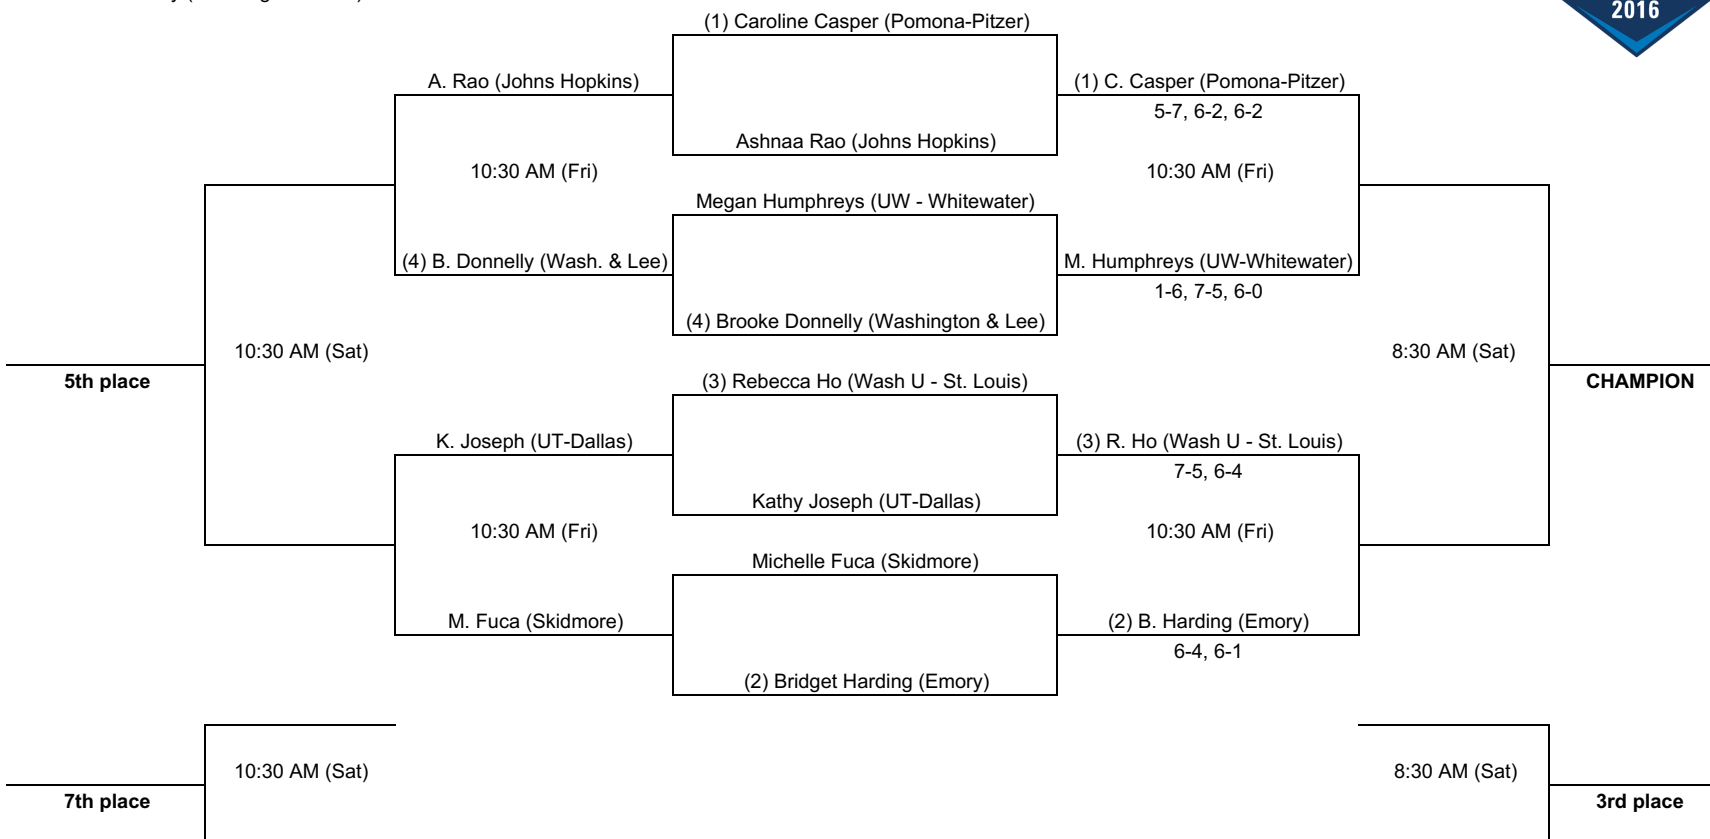 2016
(1) Caroline Casper (Pomona-Pitzer)
A. Rao (Johns Hopkins)
(1) C. Casper (Pomona-Pitzer)
5-7, 6-2, 6-2
Ashnaa Rao (Johns Hopkins)
10:30 AM (Fri)
10:30 AM (Fri)
Megan Humphreys (UW - Whitewater)
(4) B. Donnelly (Wash. & Lee)
M. Humphreys (UW-Whitewater)
1-6, 7-5, 6-0
(4) Brooke Donnelly (Washington & Lee)
10:30 AM (Sat)
8:30 AM (Sat)
5th place
(3) Rebecca Ho (Wash U - St. Louis)
CHAMPION
K. Joseph (UT-Dallas)
(3) R. Ho (Wash U - St. Louis)
7-5, 6-4
Kathy Joseph (UT-Dallas)
10:30 AM (Fri)
10:30 AM (Fri)
Michelle Fuca (Skidmore)
M. Fuca (Skidmore)
(2) B. Harding (Emory)
6-4, 6-1
(2) Bridget Harding (Emory)
10:30 AM (Sat)
8:30 AM (Sat)
7th place
3rd place